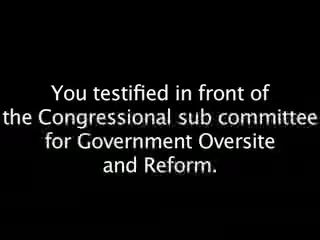 You testified in front of
the Congressional sub committee
for Government Oversite
and Reform.